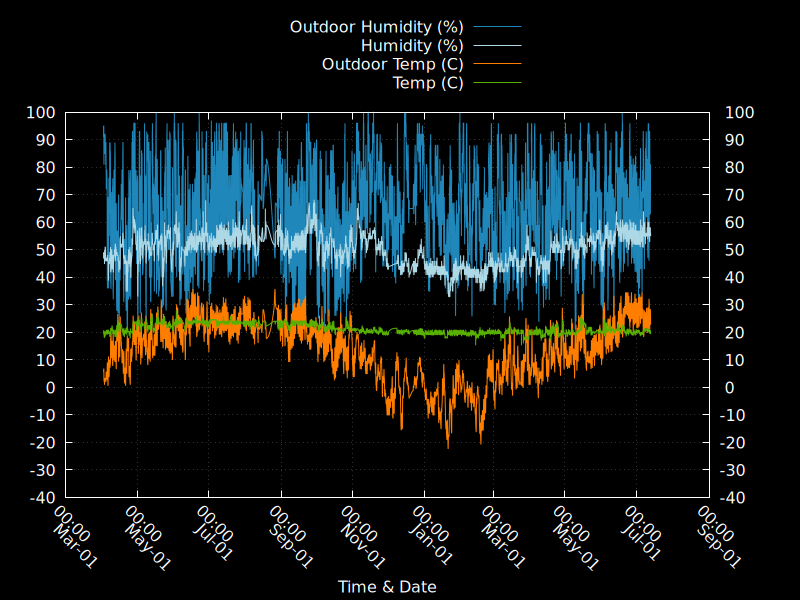 Outdoor Humidity (%)
Humidity (%)
Outdoor Temp (C)
Temp (C)
100 100
90 90
80 80
70 70
60 60
50 50
40 40
30 30
20 20
10 10
0 0
-10 -10
-20 -20
-30 -30
-40 -40
00:00
Mar-01
00:00
May-01
00:00
Jul-01
00:00
Sep-01
00:00
Nov-01
00:00
Jan-01
00:00
Mar-01
00:00
May-01
00:00
Jul-01
00:00
Sep-01
Time & Date